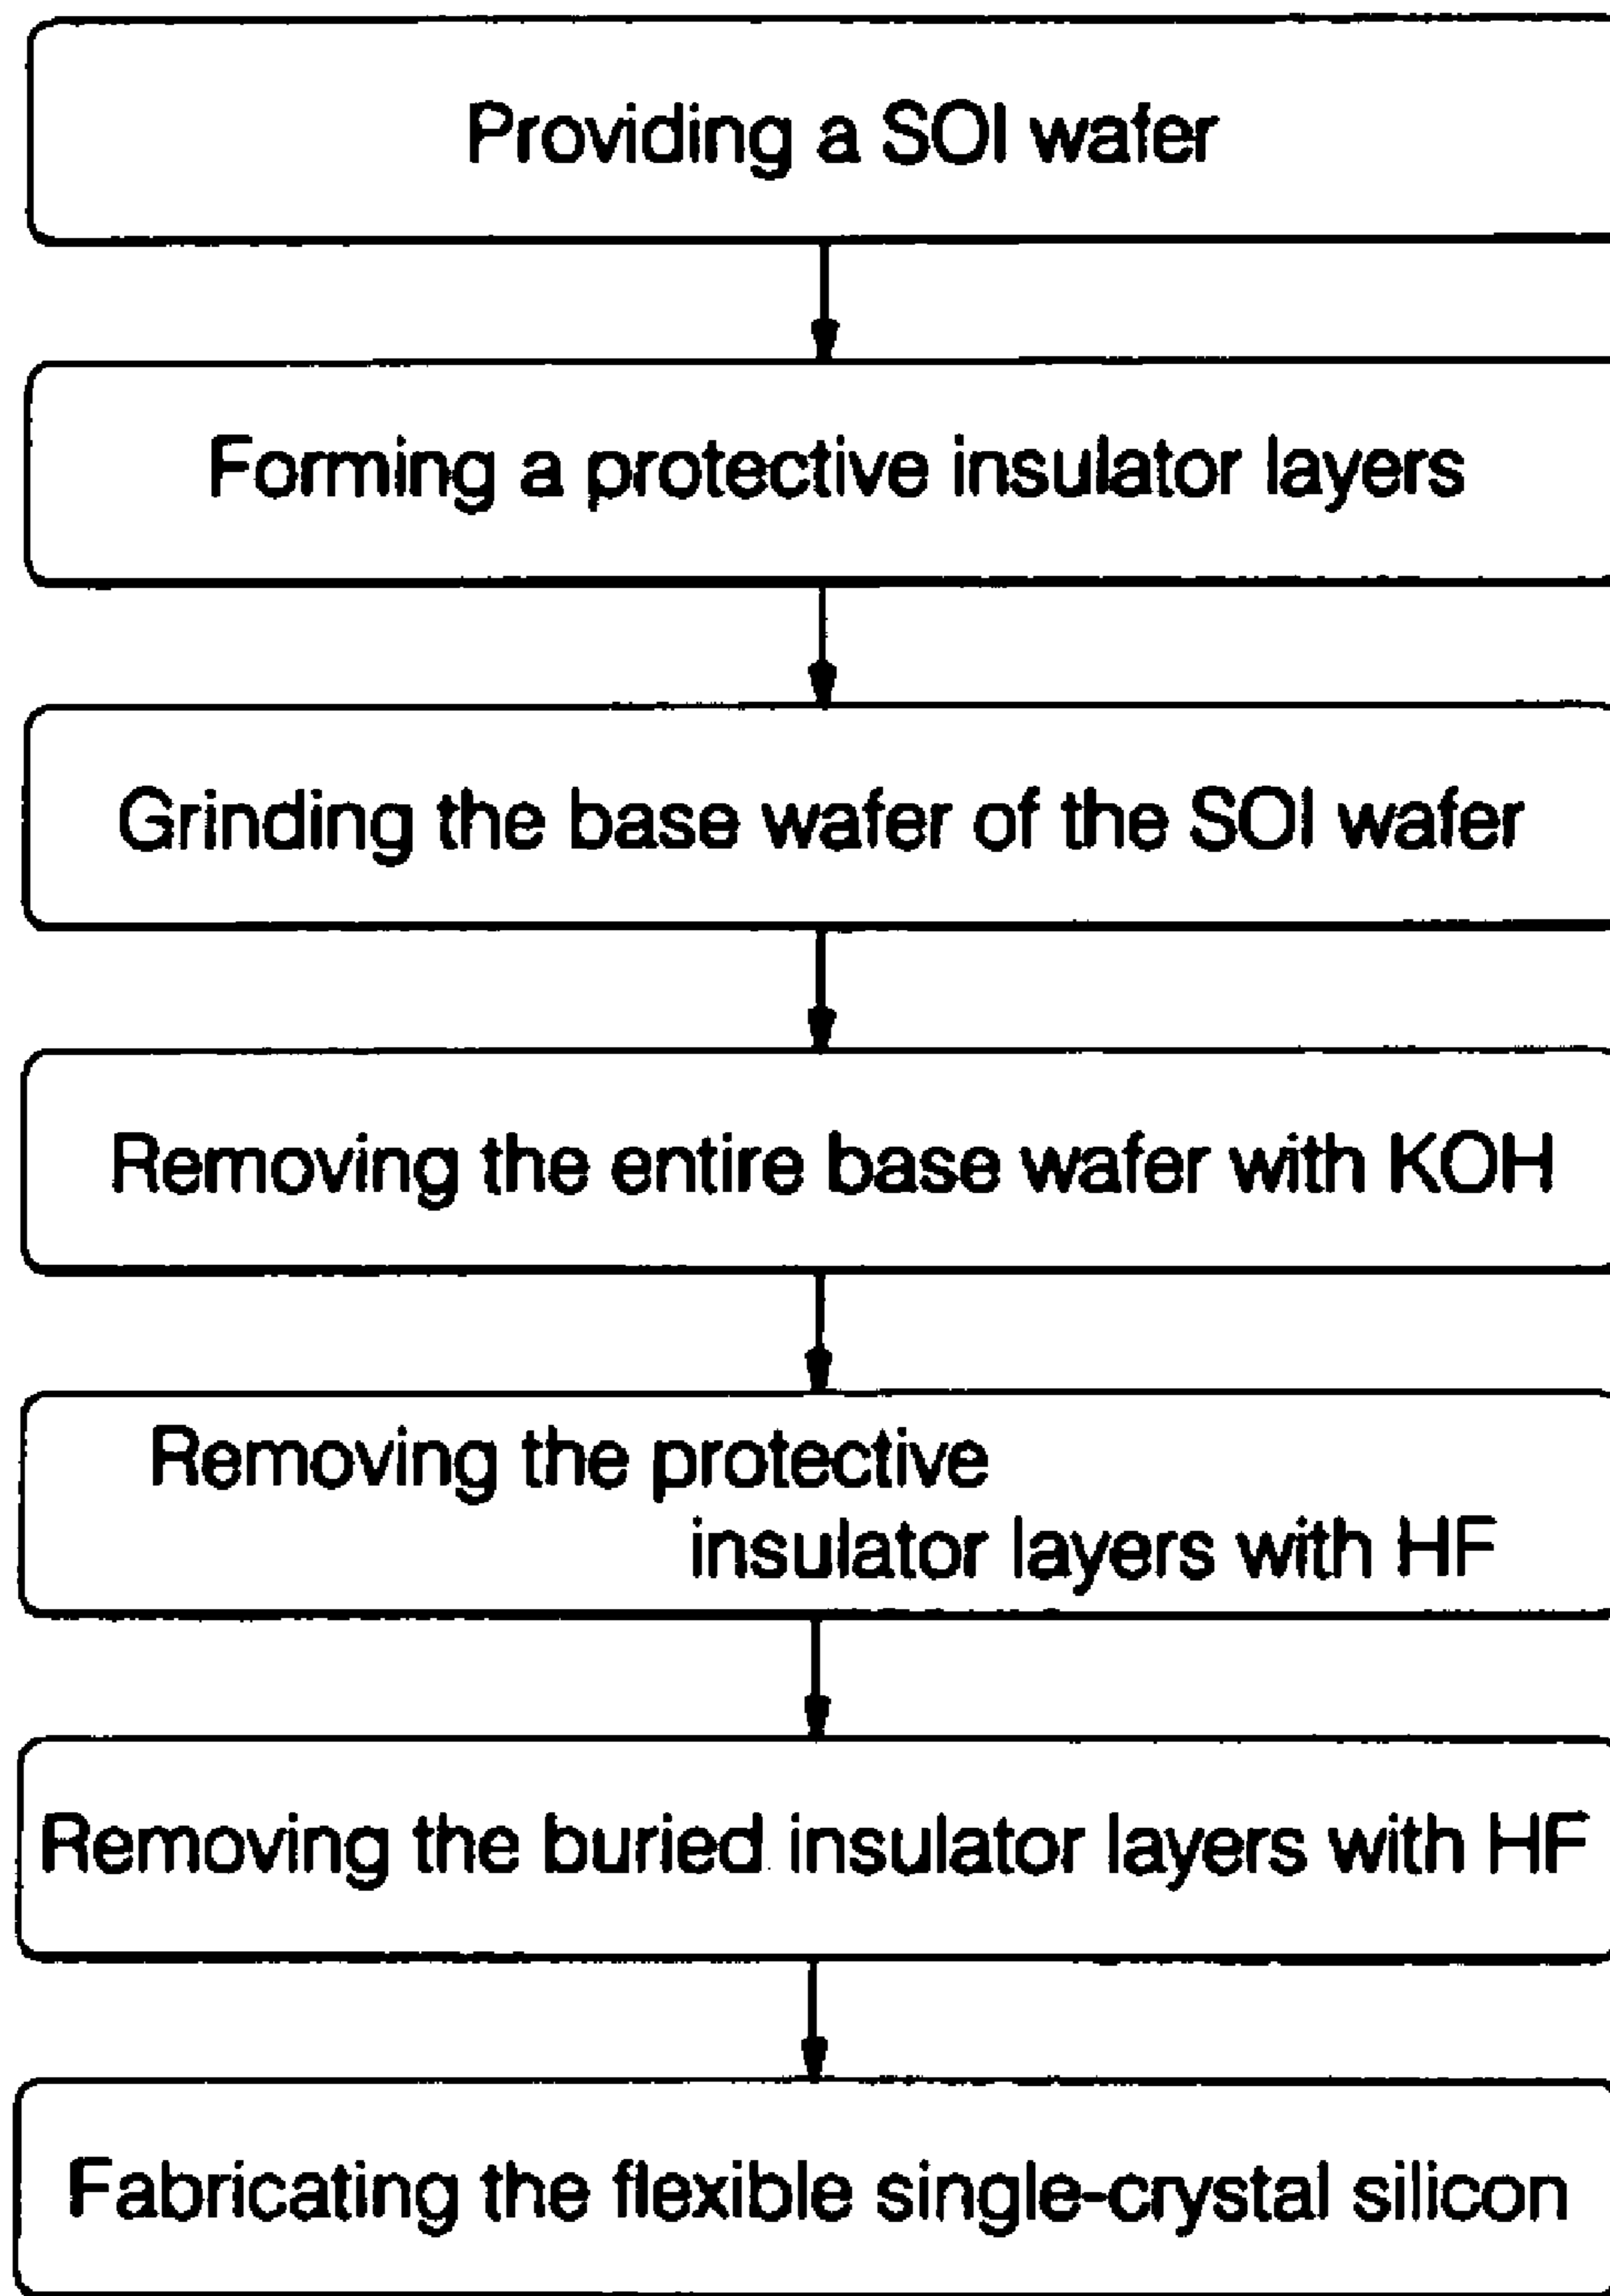 Providing a SOI wafer
Forming a protective insulator layers
Grinding the base wafer of the SOI wafer
Removing the entire base wafer with KOH
Removing the protective
insulator layers with HF
Removing the buried insulator layers with HF
Fabricating the flexible single-crystal silicon